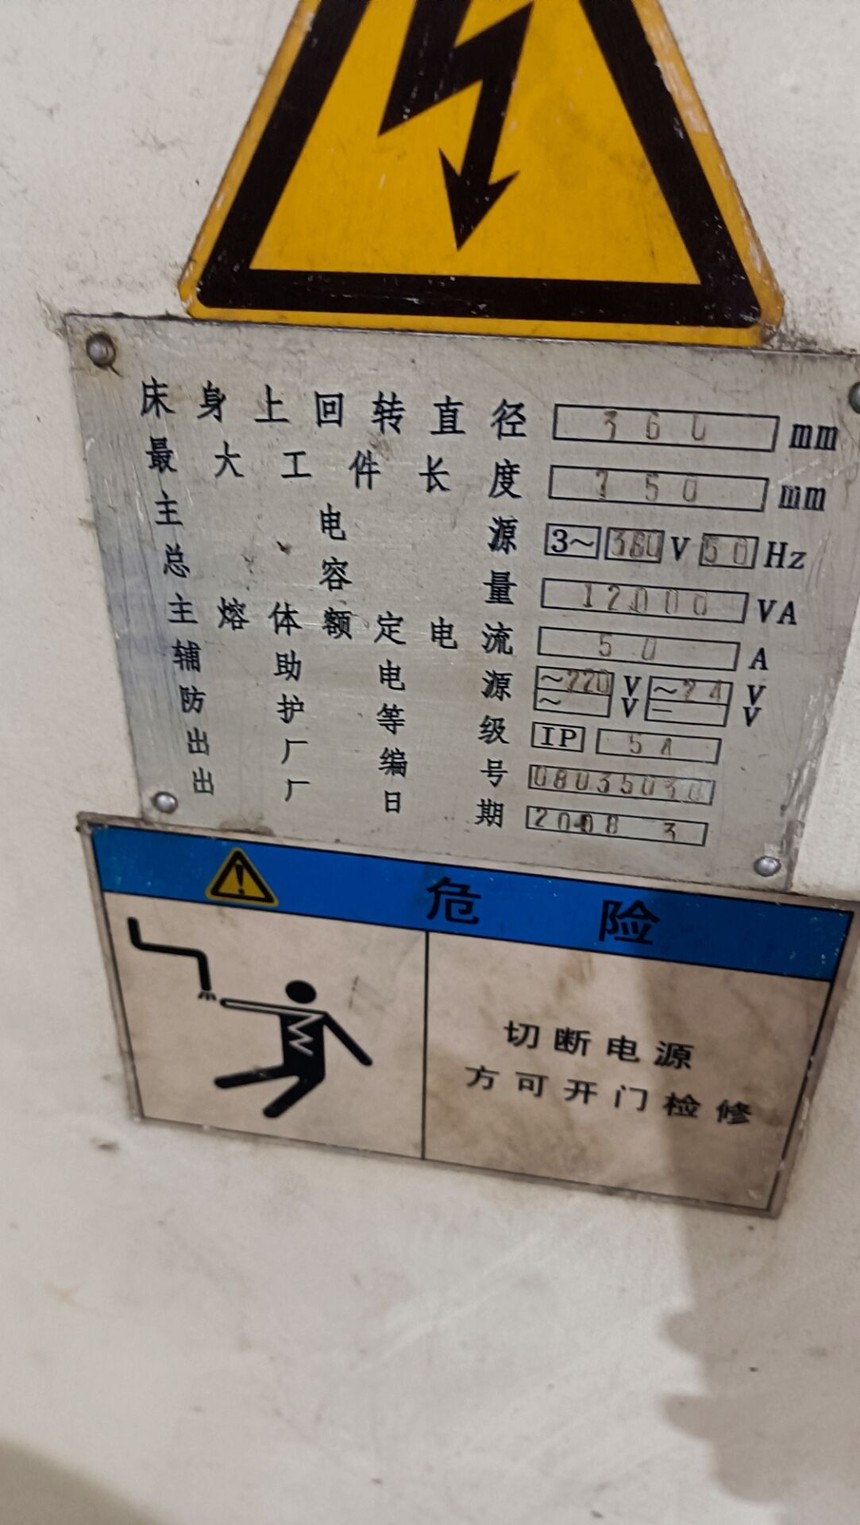 床身上回转直径 360 mm
最大工件长度 750 mm
主电源 3~ 380 V 50 Hz
总容量 12000 VA
主熔体额定电流 50 A
辅助电源 ~220 V ~24 V
~ V - V
防护等级 IP 54
出厂编号 08035030
出厂日期 2008 3
危险
切断电源
方可开门检修